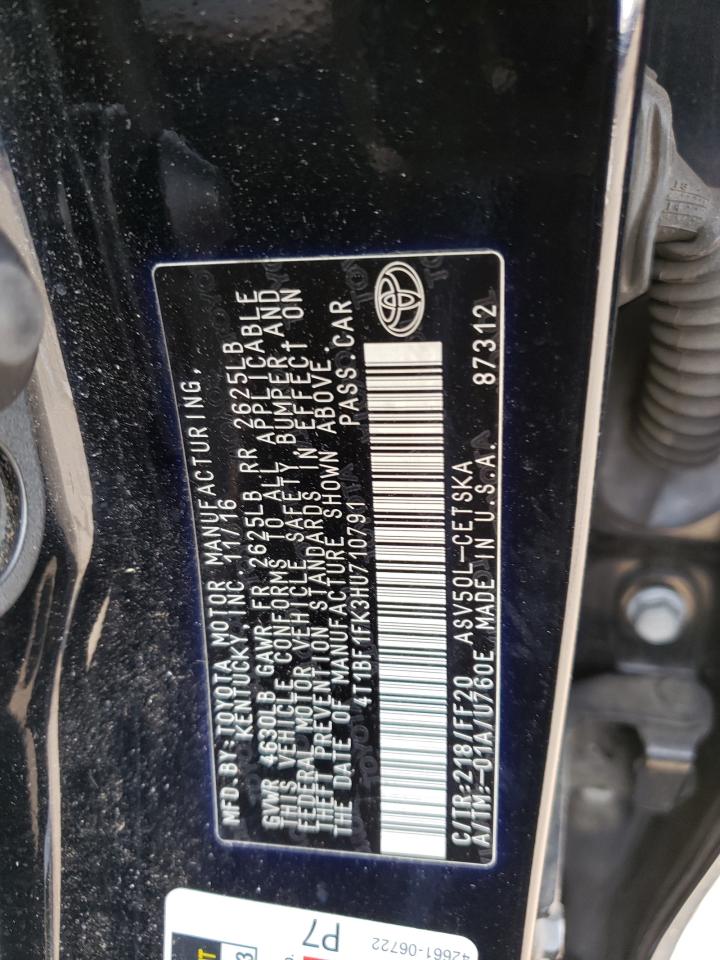 MFD. BY:TOYOTA MOTOR MANUFACTURING,
KENTUCKY, INC. 11/16
GVWR 4630LB GAWR FR 2625LB RR 2625LB
THIS VEHICLE CONFORMS TO ALL APPLICABLE
FEDERAL MOTOR VEHICLE SAFETY, BUMPER, AND
THEFT PREVENTION STANDARDS IN EFFECT ON
THE DATE OF MANUFACTURE SHOWN ABOVE.
4T1BF1FK3HU710791 PASS.CAR
C/TR:218/FF20 ASV50L-CETSKA
A/TM:-01A/U760E MADE IN U.S.A. 87312L
P7
42661-06722